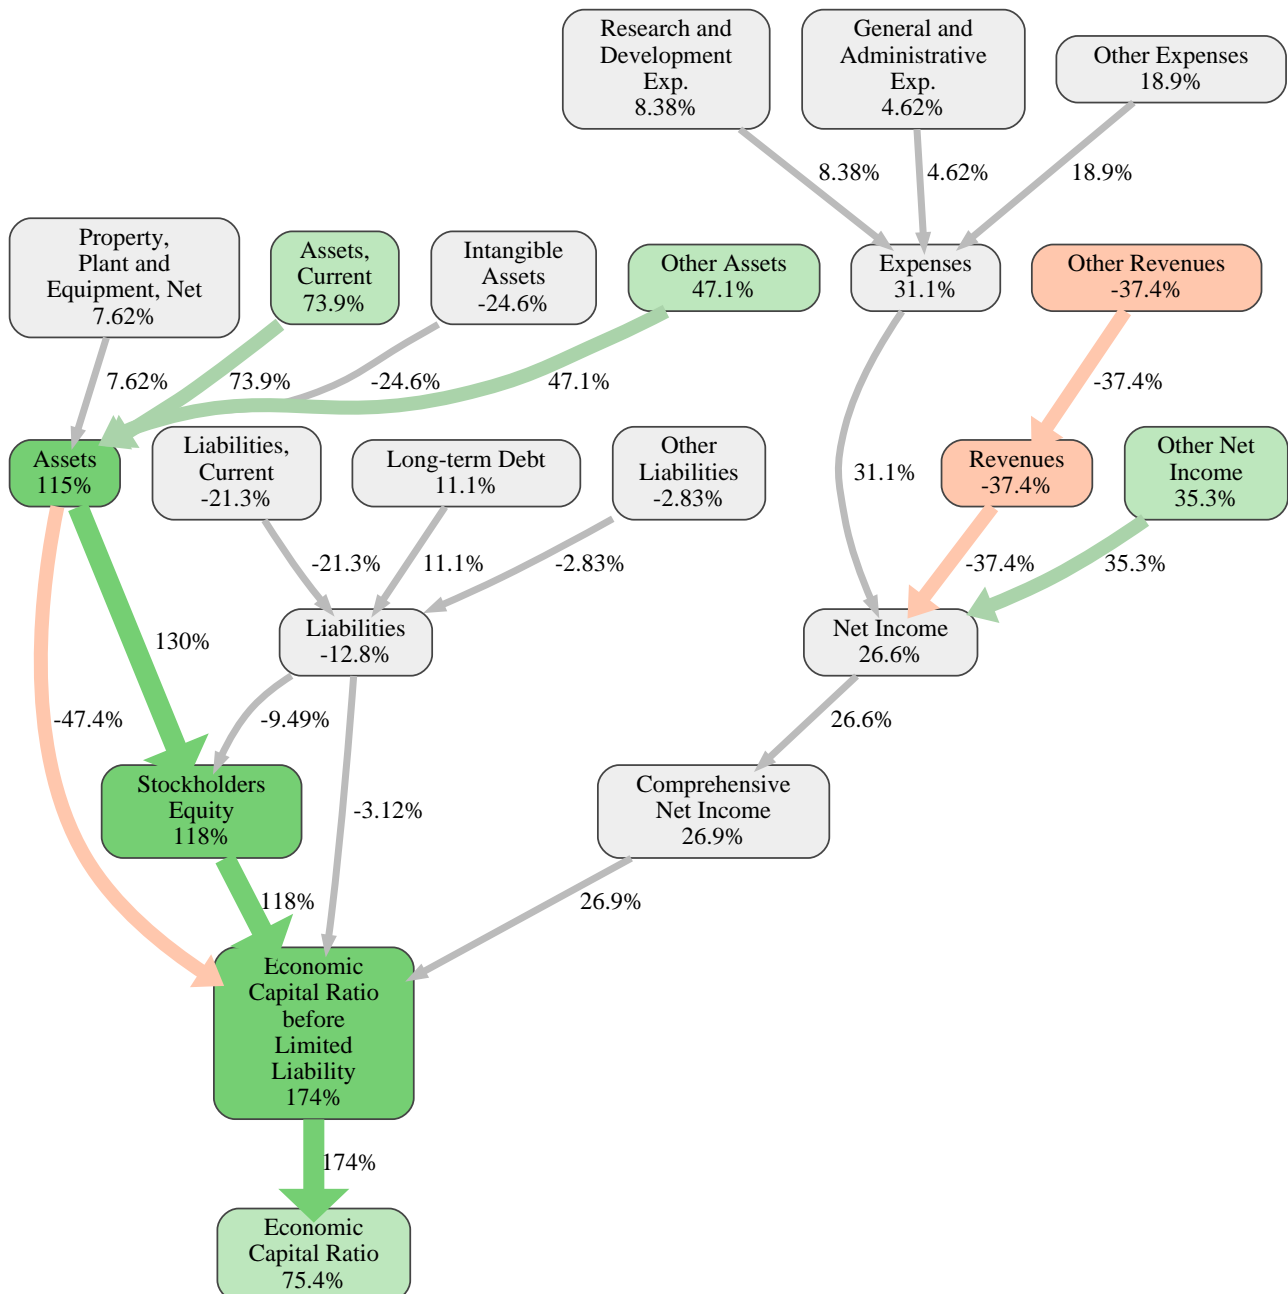 Research and
Development
Exp.
8.38%
General and
Administrative
Exp.
4.62%
Other Expenses
18.9%
8.38%
4.62%
18.9%
Property,
Plant and
Equipment, Net
7.62%
Assets,
Current
73.9%
Intangible
Assets
-24.6%
Other Assets
47.1%
Expenses
31.1%
Other Revenues
-37.4%
7.62%
73.9%
-24.6%
47.1%
-37.4%
Assets
115%
Liabilities,
Current
-21.3%
Long-term Debt
11.1%
Other
Liabilities
-2.83%
31.1%
Revenues
-37.4%
Other Net
Income
35.3%
-21.3%
11.1%
-2.83%
-37.4%
35.3%
130%
Liabilities
-12.8%
Net Income
26.6%
-47.4%
-9.49%
26.6%
Stockholders
Equity
118%
-3.12%
Comprehensive
Net Income
26.9%
118%
26.9%
Economic
Capital Ratio
before
Limited
Liability
174%
174%
Economic
Capital Ratio
75.4%